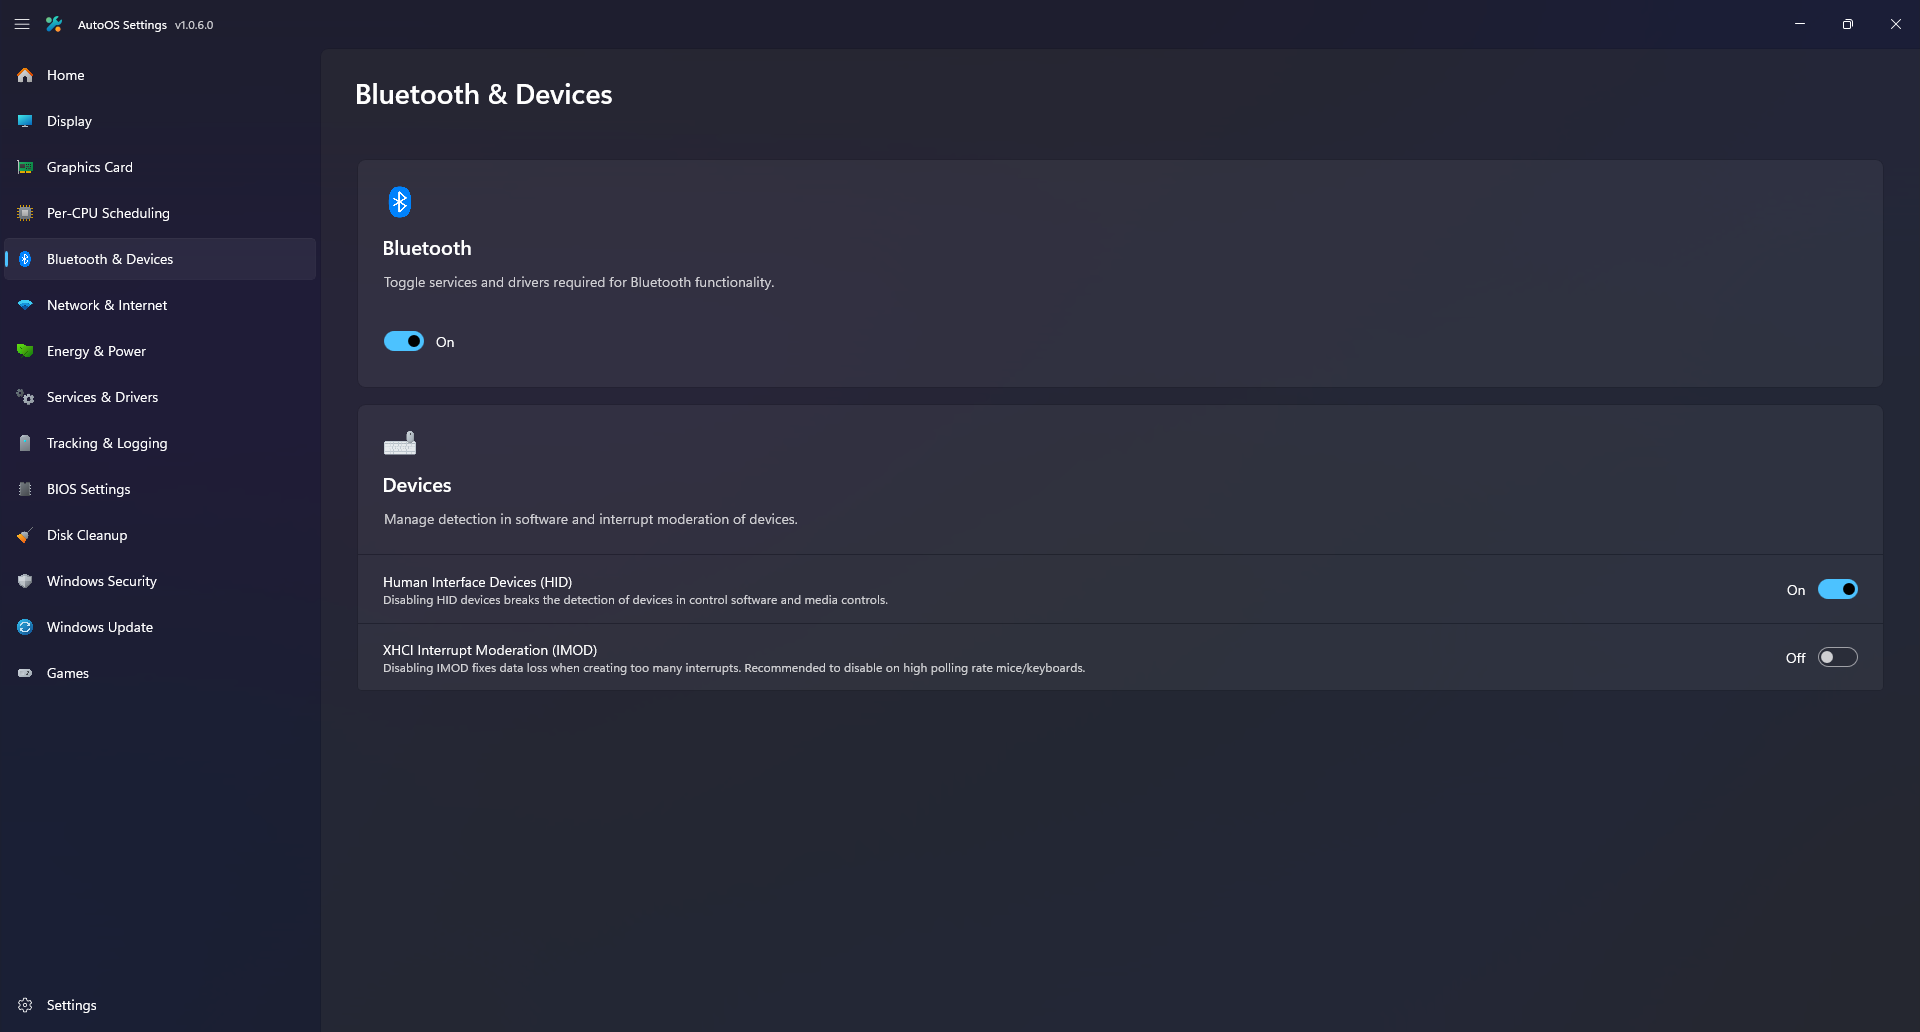 AutoOS Settings v1.0.6.0
Home
Display
Graphics Card
Per-CPU Scheduling
Bluetooth & Devices
Network & Internet
Energy & Power
Services & Drivers
Tracking & Logging
BIOS Settings
Disk Cleanup
Windows Security
Windows Update
Games
Settings
Bluetooth & Devices
Bluetooth
Toggle services and drivers required for Bluetooth functionality.
On
Devices
Manage detection in software and interrupt moderation of devices.
Human Interface Devices (HID)
Disabling HID devices breaks the detection of devices in control software and media controls.
On
XHCI Interrupt Moderation (IMOD)
Disabling IMOD fixes data loss when creating too many interrupts. Recommended to disable on high polling rate mice/keyboards.
Off